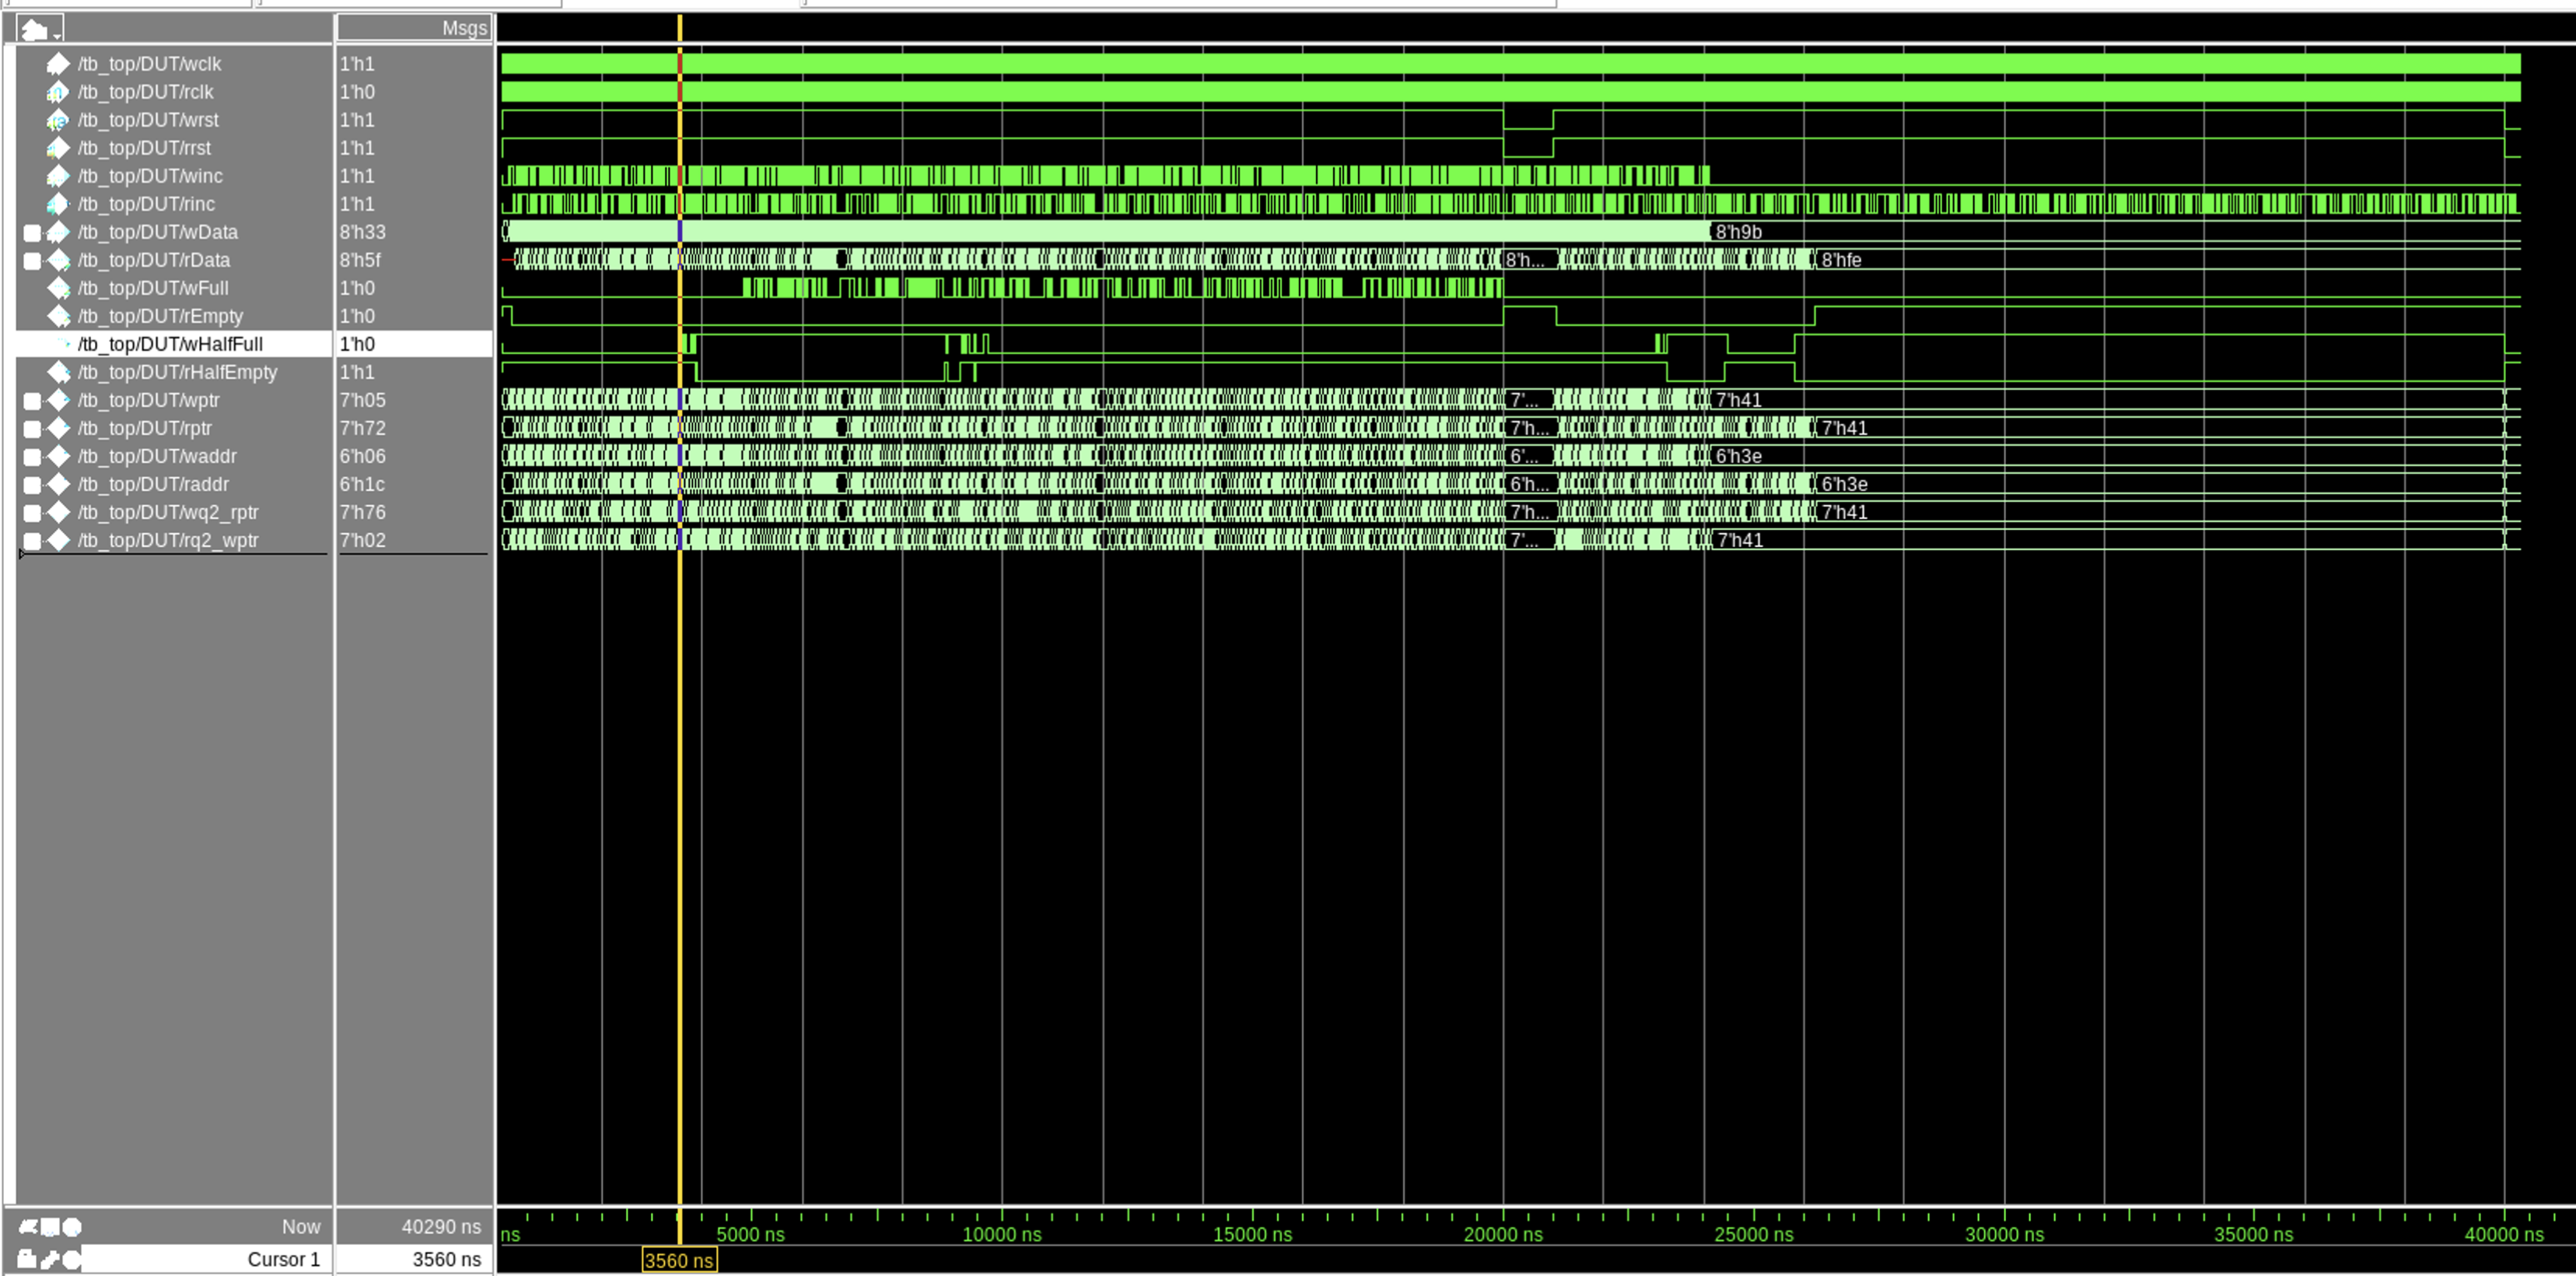 Msgs
/tb_top/DUT/wclk 1'h1
/tb_top/DUT/rclk 1'h0
/tb_top/DUT/wrst 1'h1
/tb_top/DUT/rrst 1'h1
/tb_top/DUT/winc 1'h1
/tb_top/DUT/rinc 1'h1
/tb_top/DUT/wData 8'h33 8'h9b
/tb_top/DUT/rData 8'h5f 8'h... 8'hfe
/tb_top/DUT/wFull 1'h0
/tb_top/DUT/rEmpty 1'h0
/tb_top/DUT/wHalfFull 1'h0
/tb_top/DUT/rHalfEmpty 1'h1
/tb_top/DUT/wptr 7'h05 7'... 7'h41
/tb_top/DUT/rptr 7'h72 7'h... 7'h41
/tb_top/DUT/waddr 6'h06 6'... 6'h3e
/tb_top/DUT/raddr 6'h1c 6'h... 6'h3e
/tb_top/DUT/wq2_rptr 7'h76 7'h... 7'h41
/tb_top/DUT/rq2_wptr 7'h02 7'... 7'h41
Now 40290 ns ns 5000 ns 10000 ns 15000 ns 20000 ns 25000 ns 30000 ns 35000 ns 40000 ns
Cursor 1 3560 ns 3560 ns